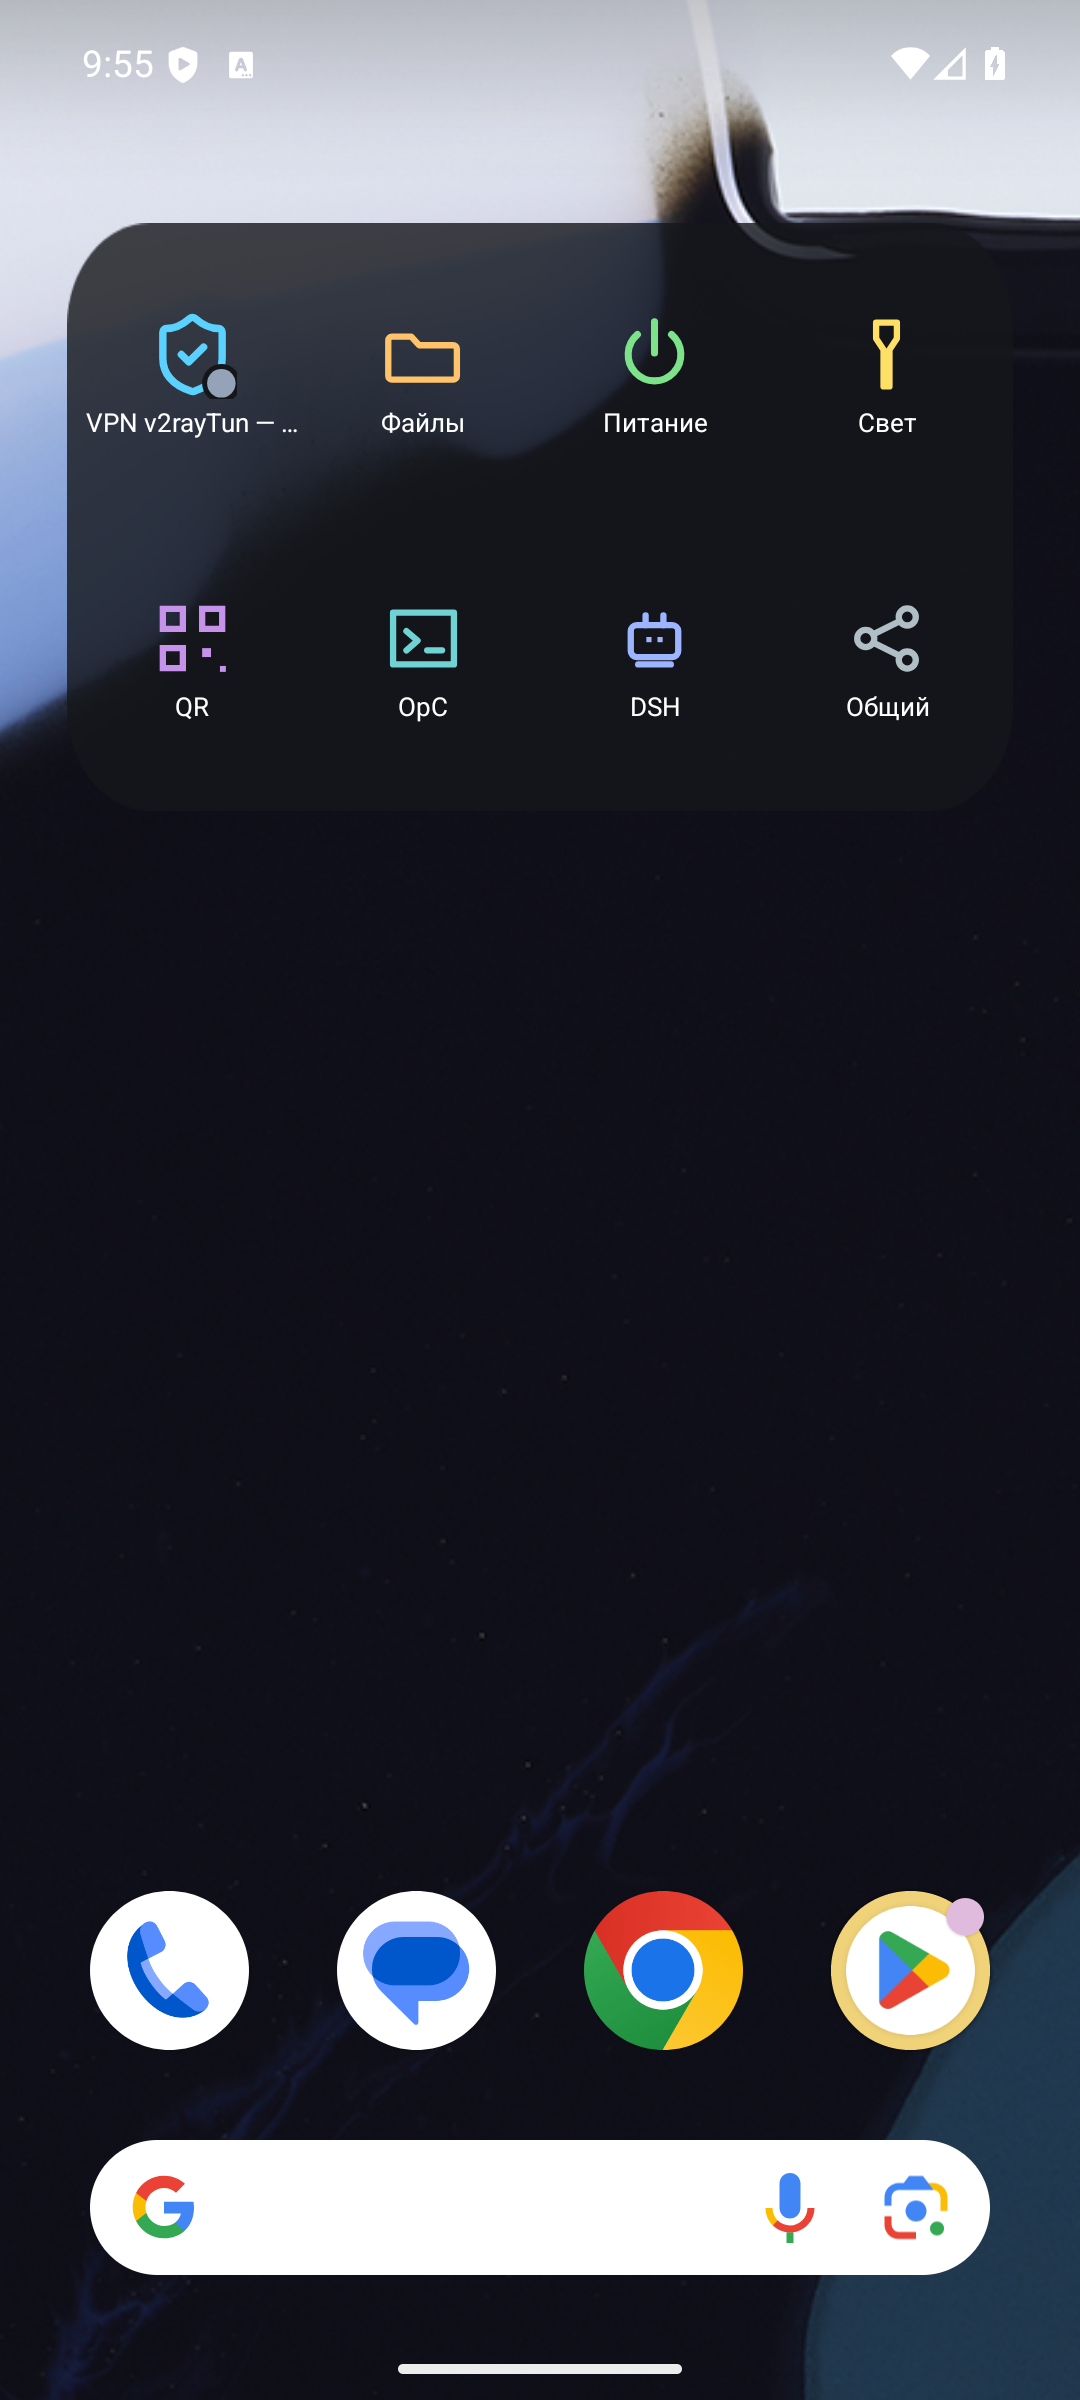 9:55
VPN v2rayTun — ...
Файлы
Питание
Свет
QR
OpC
DSH
Общий